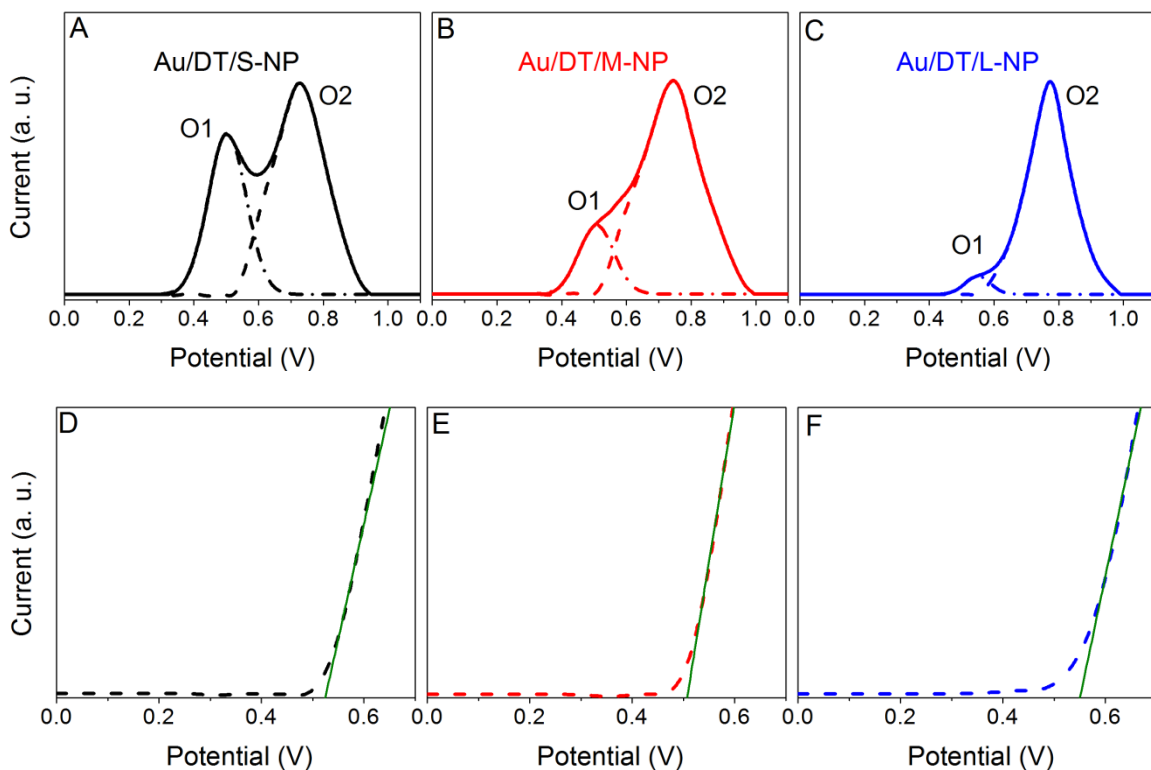 A
Au/DT/S-NP
O1
O2
Current (a. u.)
0.0 0.2 0.4 0.6 0.8 1.0
Potential (V)
B
Au/DT/M-NP
O1
O2
0.0 0.2 0.4 0.6 0.8 1.0
Potential (V)
C
Au/DT/L-NP
O1
O2
0.0 0.2 0.4 0.6 0.8 1.0
Potential (V)
D
Current (a. u.)
0.0 0.2 0.4 0.6
Potential (V)
E
0.0 0.2 0.4 0.6
Potential (V)
F
0.0 0.2 0.4 0.6
Potential (V)